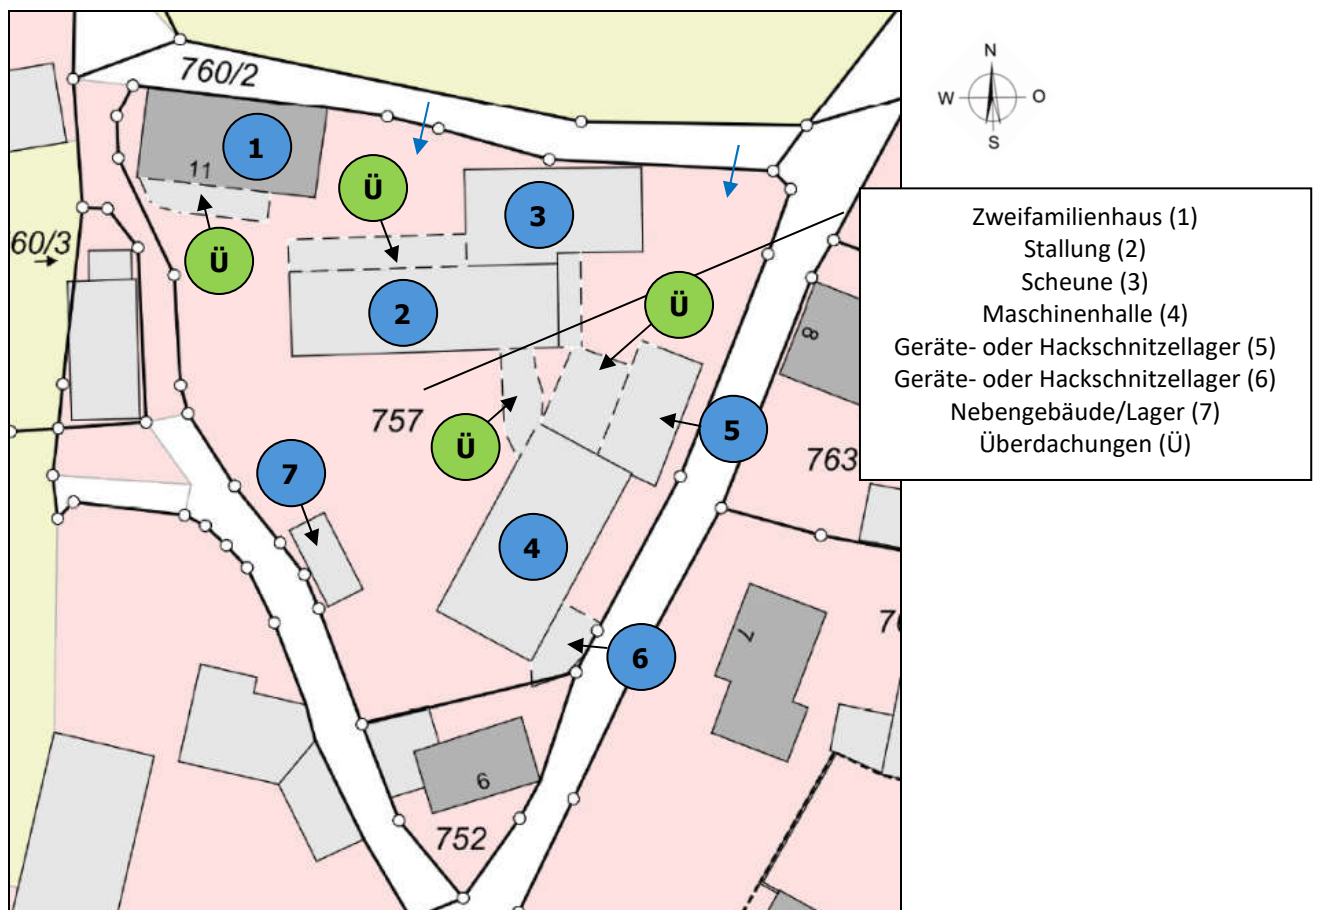 760/2
N
W
O
S
1
11
Ü
Ü
3
60/3
Ü
2
Ü
8
757
Ü
5
763
7
4
6
7
6
752
Zweifamilienhaus (1)
Stallung (2)
Scheune (3)
Maschinenhalle (4)
Geräte- oder Hackschnitzellager (5)
Geräte- oder Hackschnitzellager (6)
Nebengebäude/Lager (7)
Überdachungen (Ü)